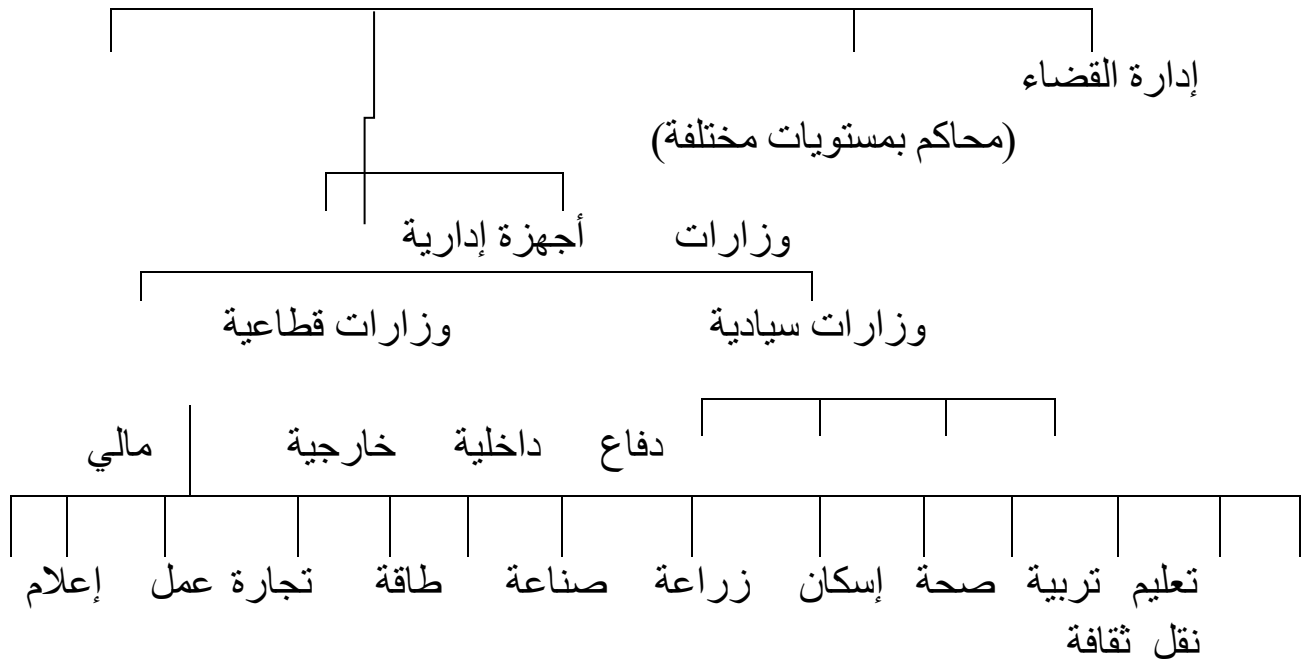 إدارة القضاء
(محاكم بمستويات مختلفة)
وزارات أجهزة إدارية
وزارات سيادية وزارات قطاعية
دفاع داخلية خارجية مالي
تعليم تربية صحة إسكان زراعة صناعة طاقة تجارة عمل إعلام
نقل ثقافة